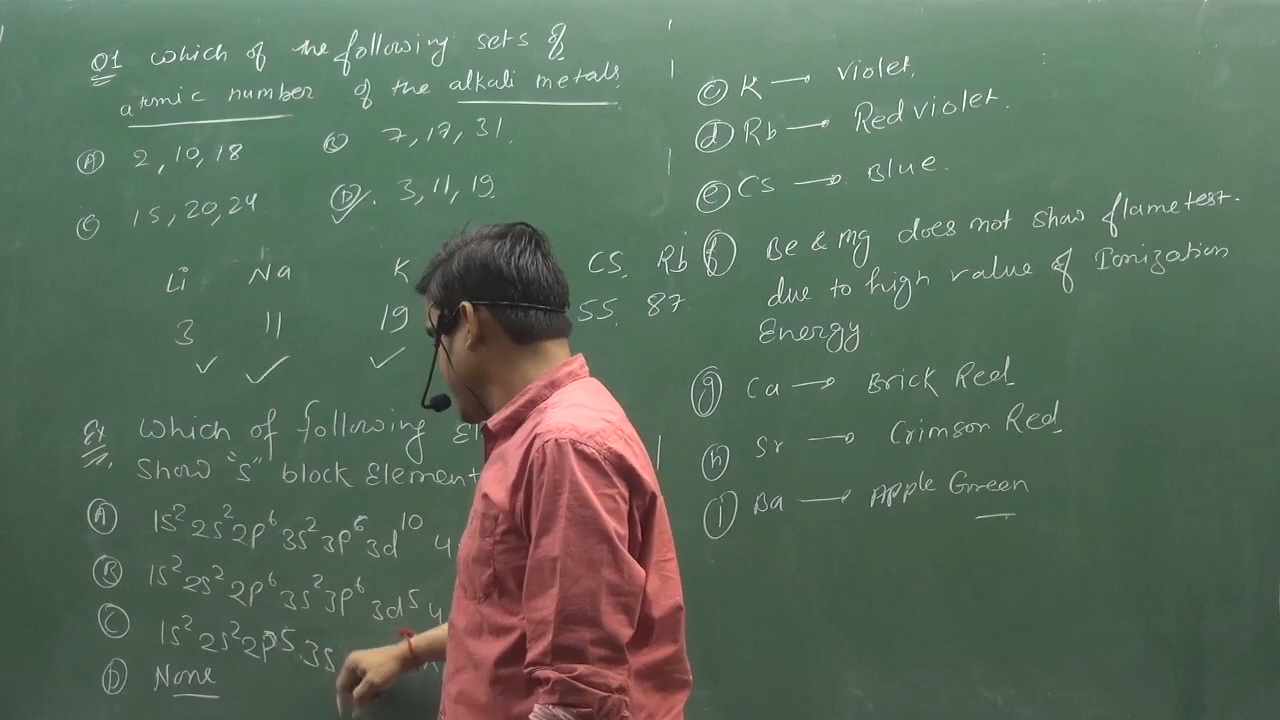 Q1 Which of the following sets of
atomic number of the alkali metals.
(A) 2, 10, 18 (B) 7, 17, 31.
(C) 15, 20, 24 (D) 3, 11, 19.
Li Na K Cs, Rb
3 11 19 55, 87
Ex Which of following
Show "s" block Element
(A) 1s² 2s² 2p⁶ 3s² 3p⁶ 3d¹⁰ 4
(B) 1s² 2s² 2p⁶ 3s² 3p⁶ 3d⁵ 4
(C) 1s² 2s² 2p⁵ 3s
(D) None
(c) K → Violet.
(d) Rb → Red violet.
(e) Cs → Blue.
(f) Be & Mg does not show flame test.
due to high value of Ionization
Energy.
(g) Ca → Brick Red
(h) Sr → Crimson Red
(i) Ba → Apple Green